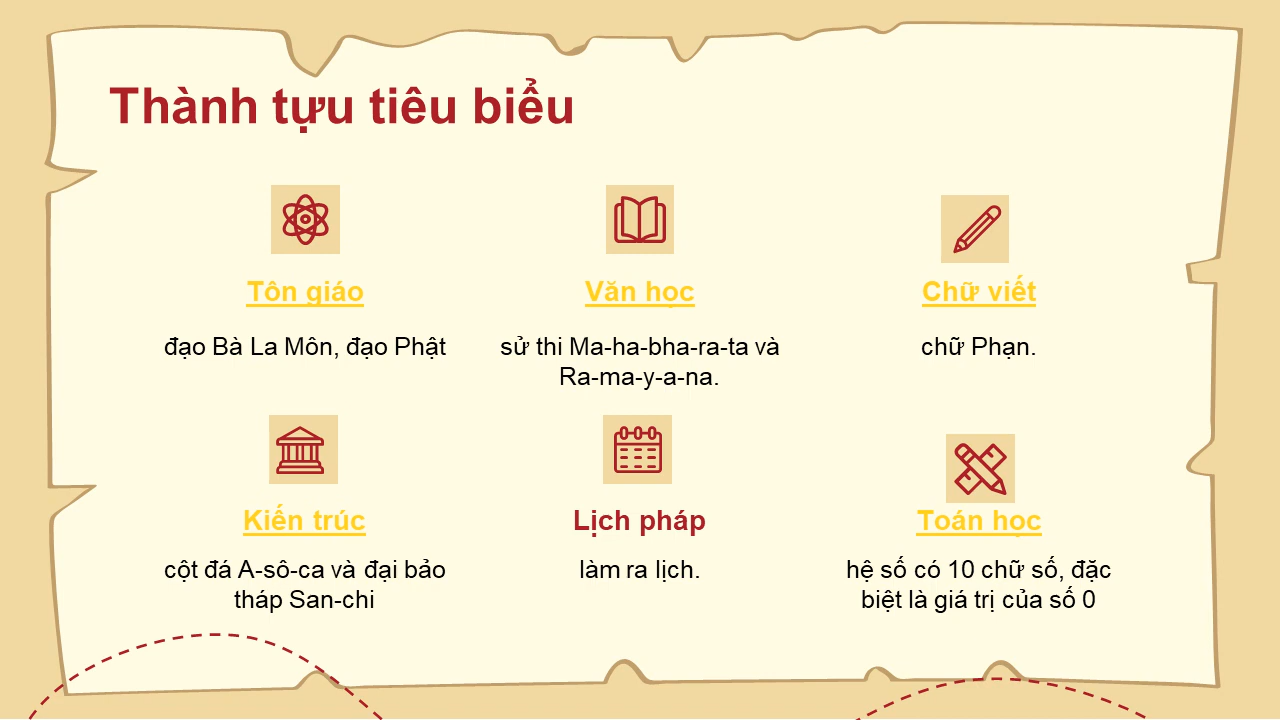 Thành tựu tiêu biểu
Tôn giáo
đạo Bà La Môn, đạo Phật
Văn học
sử thi Ma-ha-bha-ra-ta và
Ra-ma-y-a-na.
Chữ viết
chữ Phạn.
Kiến trúc
cột đá A-sô-ca và đại bảo
tháp San-chi
Lịch pháp
làm ra lịch.
Toán học
hệ số có 10 chữ số, đặc
biệt là giá trị của số 0